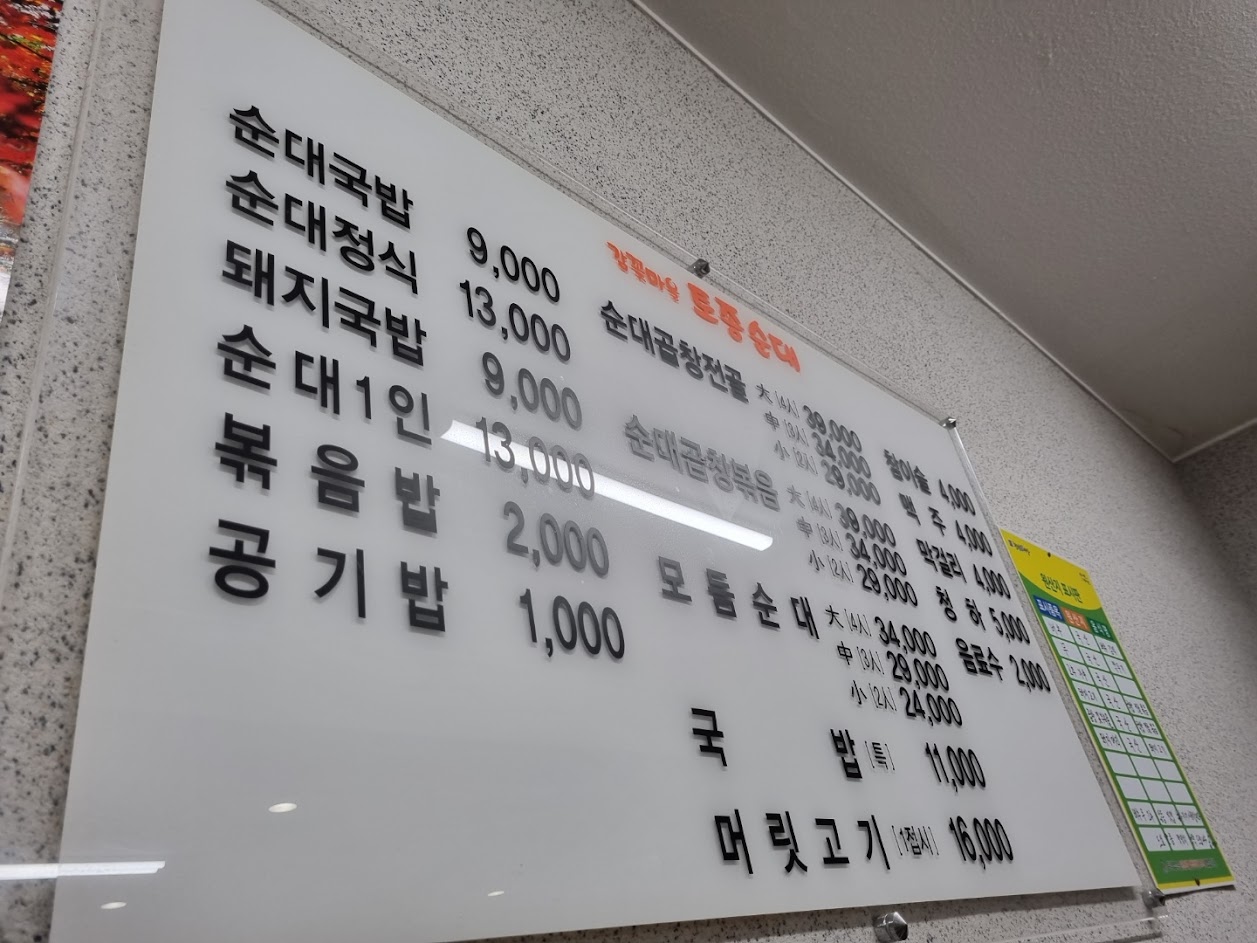 강풀마을 토종순대
순대국밥 9,000
순대정식 13,000
돼지국밥 9,000
순대1인 13,000
볶음밥 2,000
공기밥 1,000
순대곱창전골 大(4人) 39,000
中(3人) 34,000
小(2人) 29,000
순대곱창볶음 大(4人) 39,000
中(3人) 34,000
小(2人) 29,000
모듬순대 大(4人) 34,000
中(3人) 29,000
小(2人) 24,000
국밥[특] 11,000
머릿고기[1접시] 16,000
참이슬 4,000
맥주 4,000
막걸리 4,000
청하 5,000
음료수 2,000
원산지 표시판